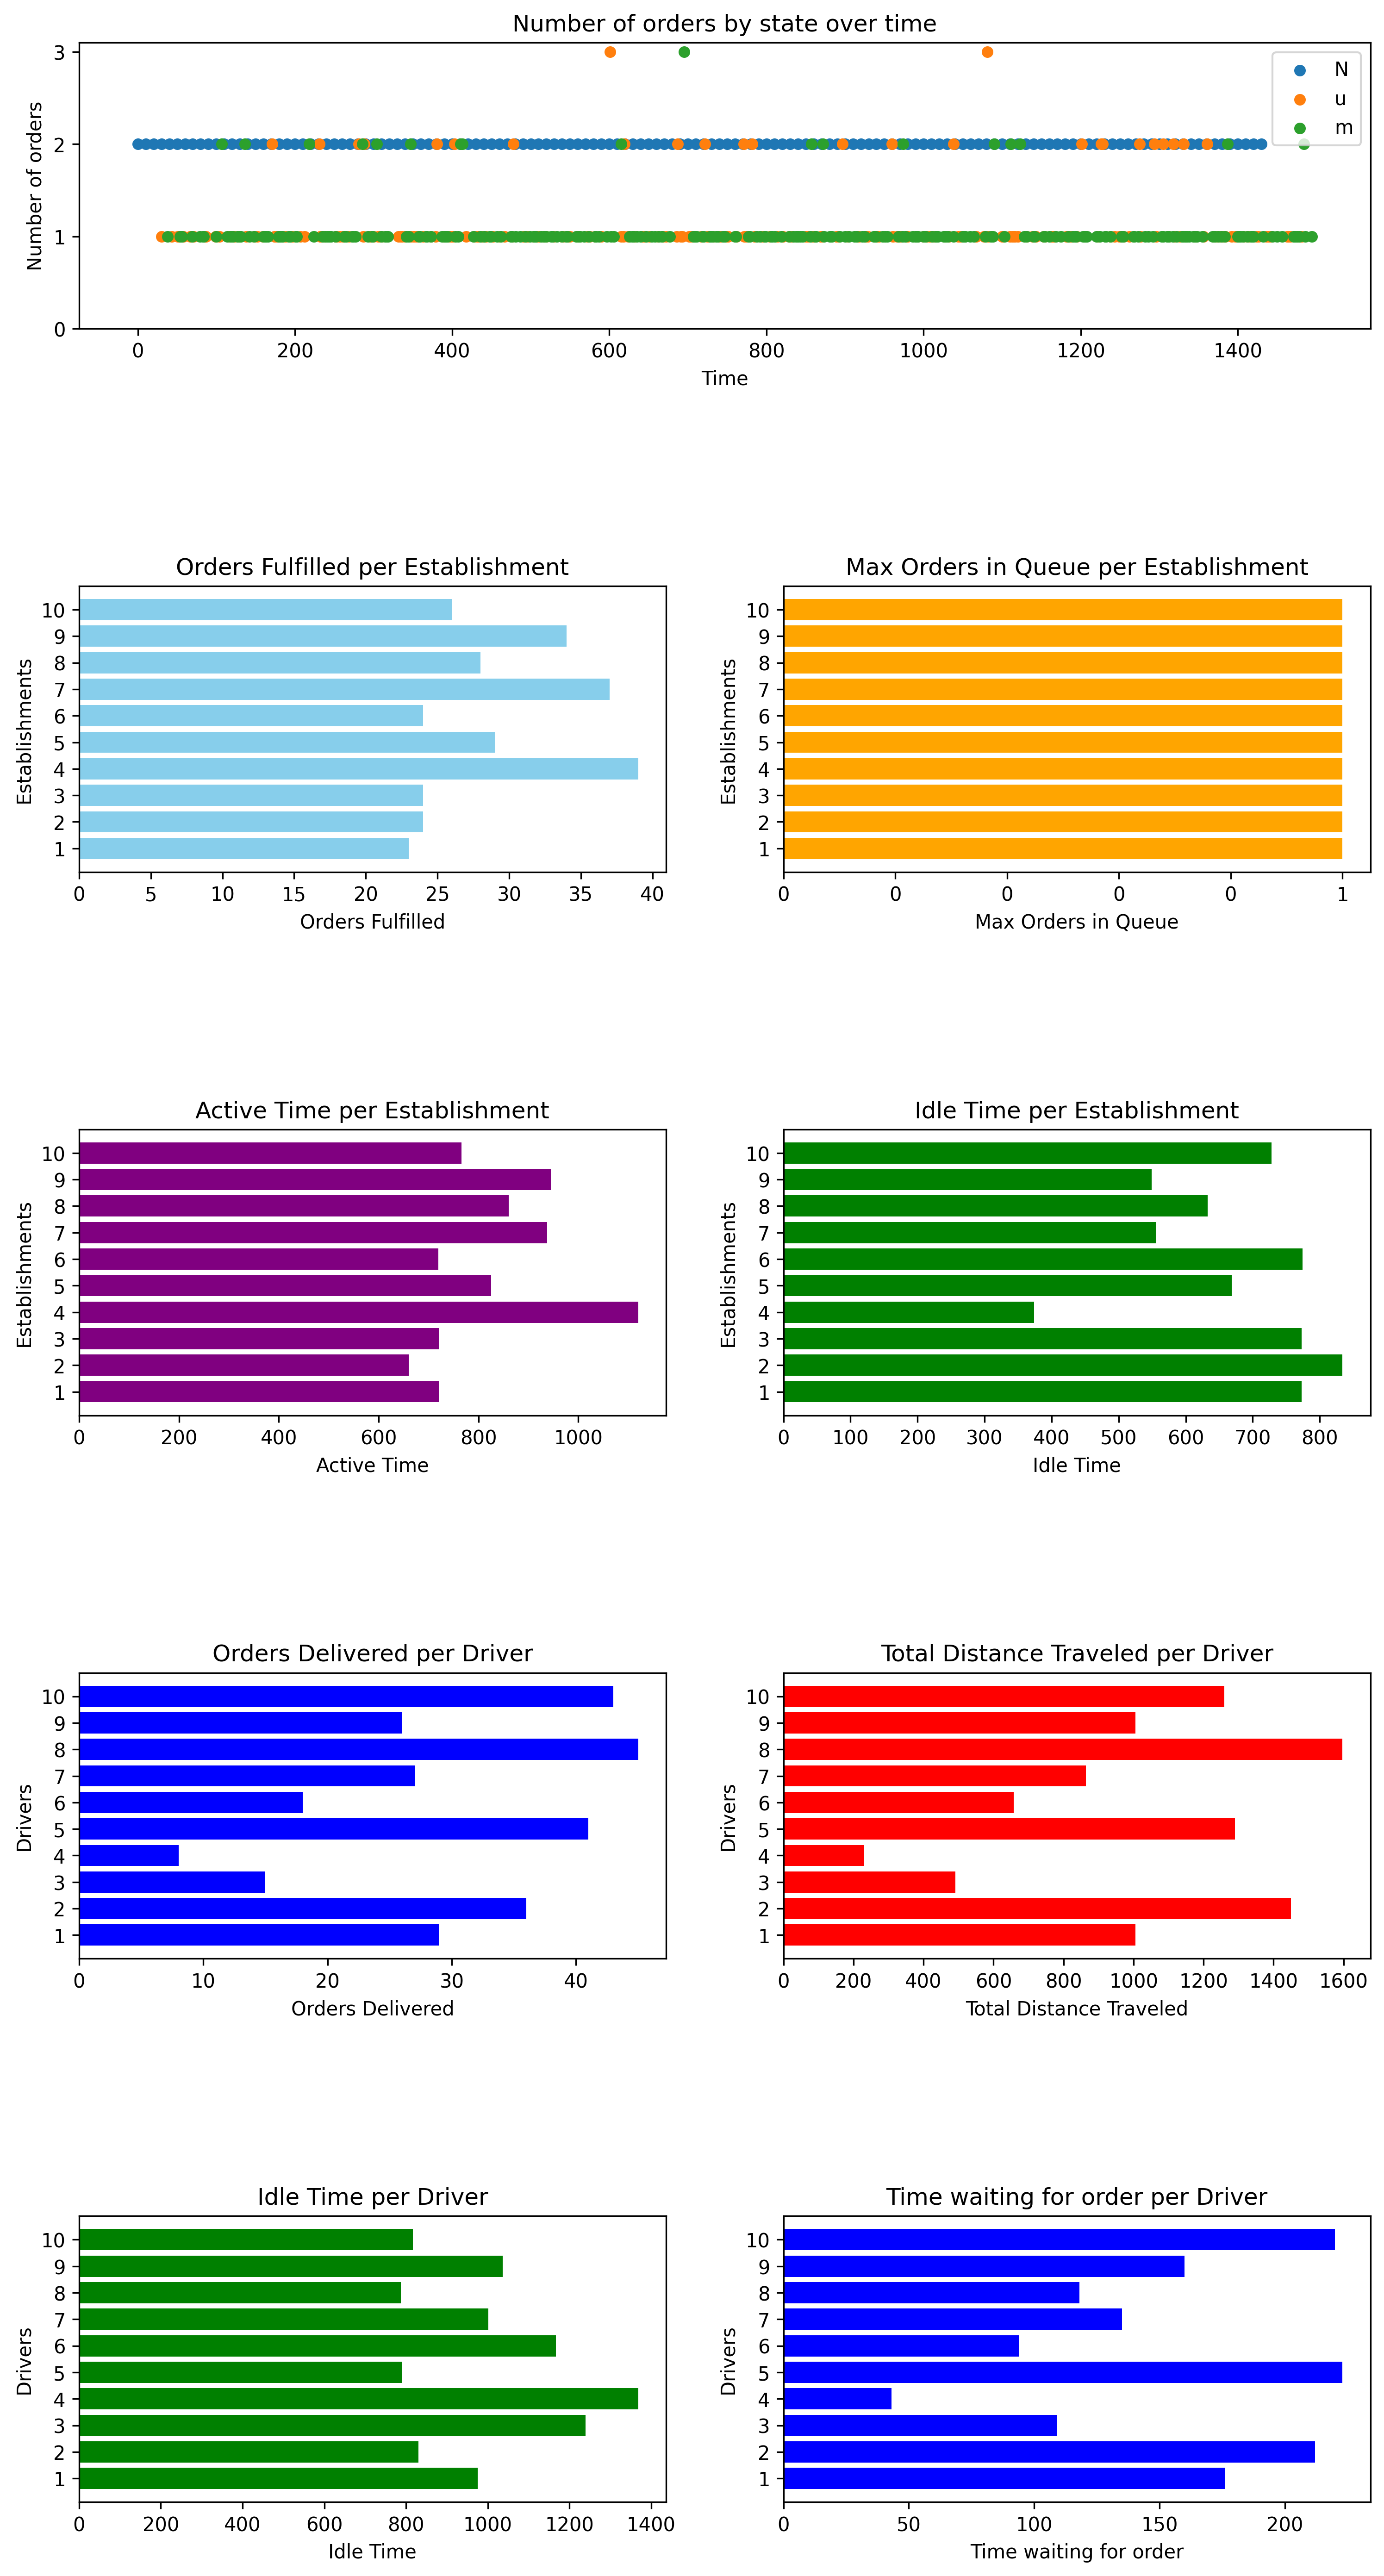 Number of orders by state over time
Number of orders
3
2
1
0
N
u
m
0 200 400 600 800 1000 1200 1400
Time
Orders Fulfilled per Establishment
Establishments
10
9
8
7
6
5
4
3
2
1
0 5 10 15 20 25 30 35 40
Orders Fulfilled
Max Orders in Queue per Establishment
Establishments
10
9
8
7
6
5
4
3
2
1
0 0 0 0 0 1
Max Orders in Queue
Active Time per Establishment
Establishments
10
9
8
7
6
5
4
3
2
1
0 200 400 600 800 1000
Active Time
Idle Time per Establishment
Establishments
10
9
8
7
6
5
4
3
2
1
0 100 200 300 400 500 600 700 800
Idle Time
Orders Delivered per Driver
Drivers
10
9
8
7
6
5
4
3
2
1
0 10 20 30 40
Orders Delivered
Total Distance Traveled per Driver
Drivers
10
9
8
7
6
5
4
3
2
1
0 200 400 600 800 1000 1200 1400 1600
Total Distance Traveled
Idle Time per Driver
Drivers
10
9
8
7
6
5
4
3
2
1
0 200 400 600 800 1000 1200 1400
Idle Time
Time waiting for order per Driver
Drivers
10
9
8
7
6
5
4
3
2
1
0 50 100 150 200
Time waiting for order